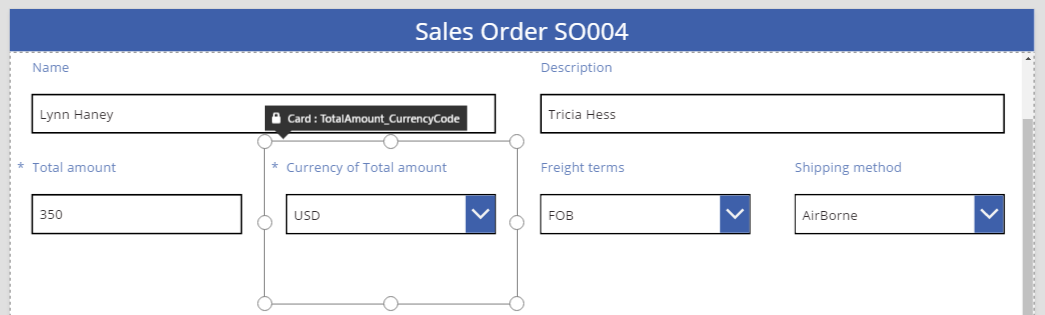 Sales Order SO004
Name
Description
Lynn Haney
Tricia Hess
Card : TotalAmount_CurrencyCode
* Total amount
* Currency of Total amount
Freight terms
Shipping method
350
USD
FOB
AirBorne